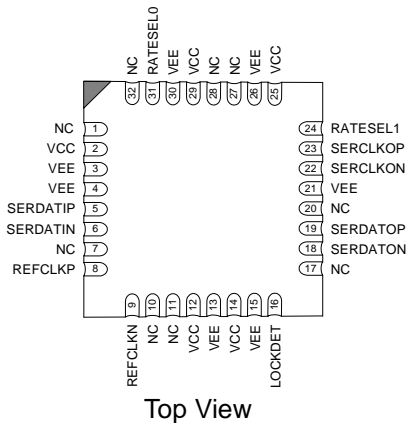 NC
RATESEL0
VEE
VCC
NC
NC
VEE
VCC
32
31
30
29
28
27
26
25
NC 1
VCC 2
VEE 3
VEE 4
SERDATIP 5
SERDATIN 6
NC 7
REFCLKP 8
24 RATESEL1
23 SERCLKOP
22 SERCLKON
21 VEE
20 NC
19 SERDATOP
18 SERDATON
17 NC
9
10
11
12
13
14
15
16
REFCLKN
NC
NC
VCC
VEE
VCC
VEE
LOCKDET
Top View